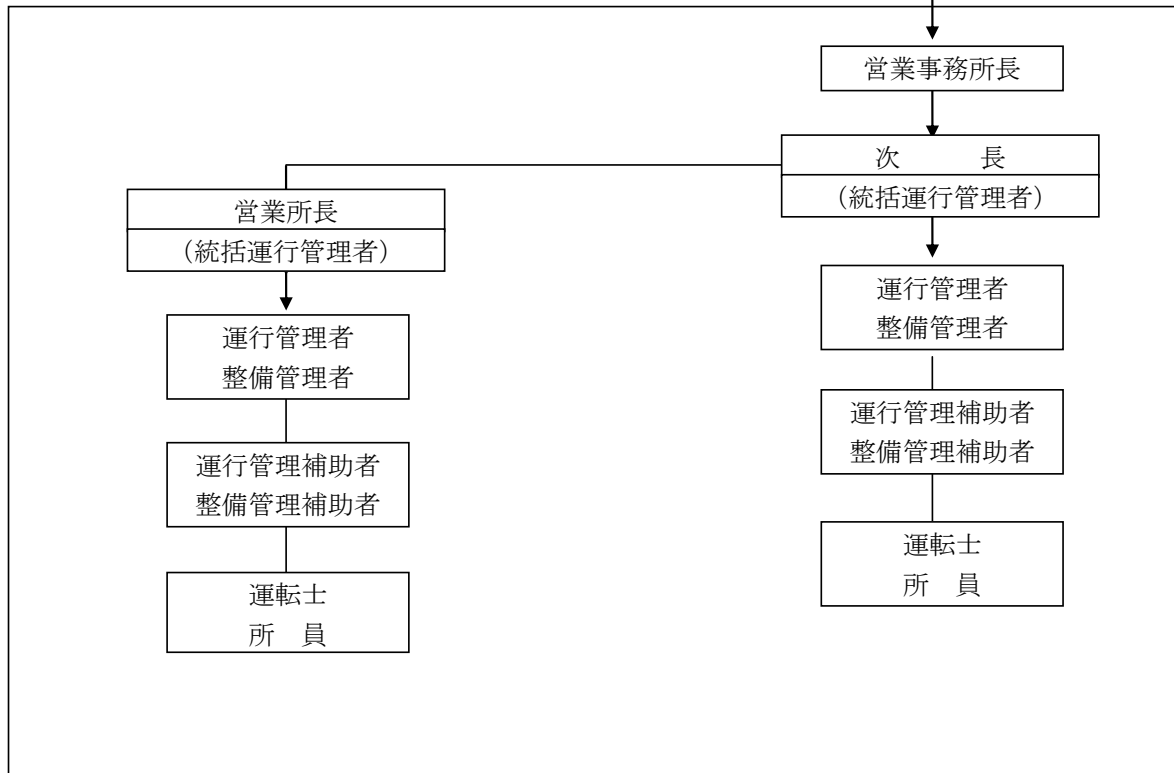 営業事務所長
次　　　長
（統括運行管理者）
営業所長
（統括運行管理者）
運行管理者
整備管理者
運行管理補助者
整備管理補助者
運転士
所　員
運行管理者
整備管理者
運行管理補助者
整備管理補助者
運転士
所　員